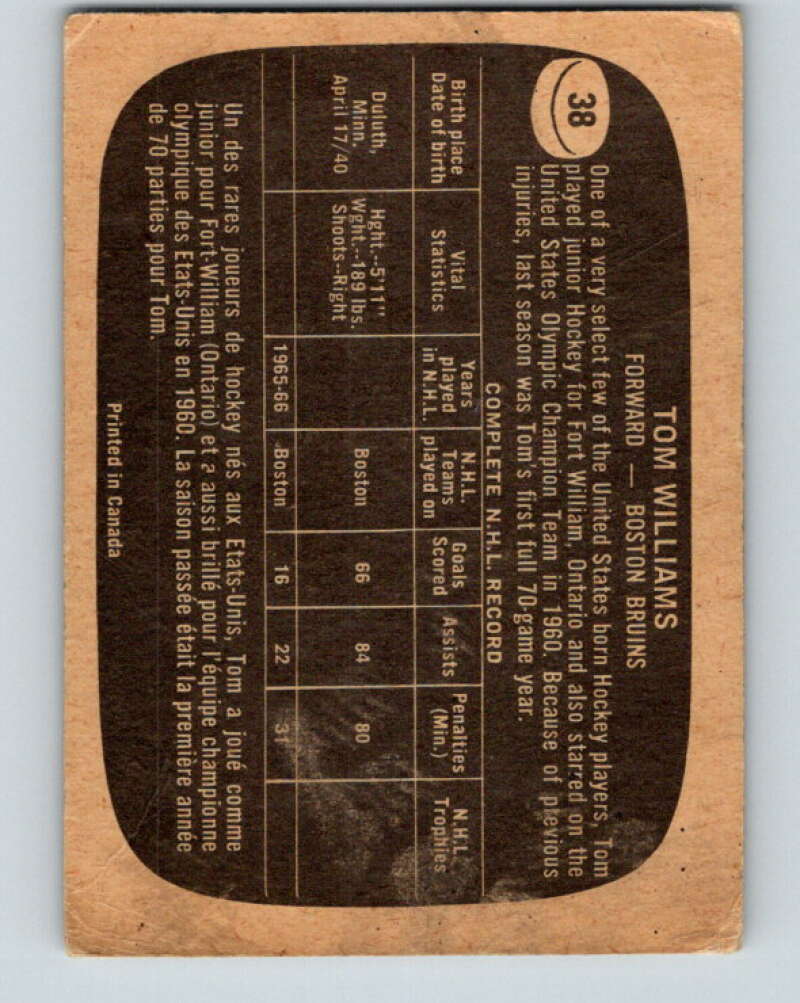 38
TOM WILLIAMS
FORWARD — BOSTON BRUINS
One of a very select few of the United States born Hockey players, Tom
played junior Hockey for Fort William, Ontario and also starred on the
United States Olympic Champion Team in 1960. Because of previous
injuries, last season was Tom's first full 70-game year.
COMPLETE N.H.L. RECORD
Birth place Date of birth | Vital Statistics | Years played in N.H.L. | N.H.L. Teams played on | Goals Scored | Assists | Penalties (Min.) | N.H.L. Trophies
Duluth, Minn. April 17/40 | Hght.--5'11" Wght.--189 lbs. Shoots--Right | Boston | 66 | 84 | 80
1965-66 | Boston | 16 | 22 | 31
Un des rares joueurs de hockey nés aux Etats-Unis, Tom a joué comme
junior pour Fort-William (Ontario) et a aussi brillé pour l'équipe championne
olympique des Etats-Unis en 1960. La saison passée était la première année
de 70 parties pour Tom.
Printed in Canada